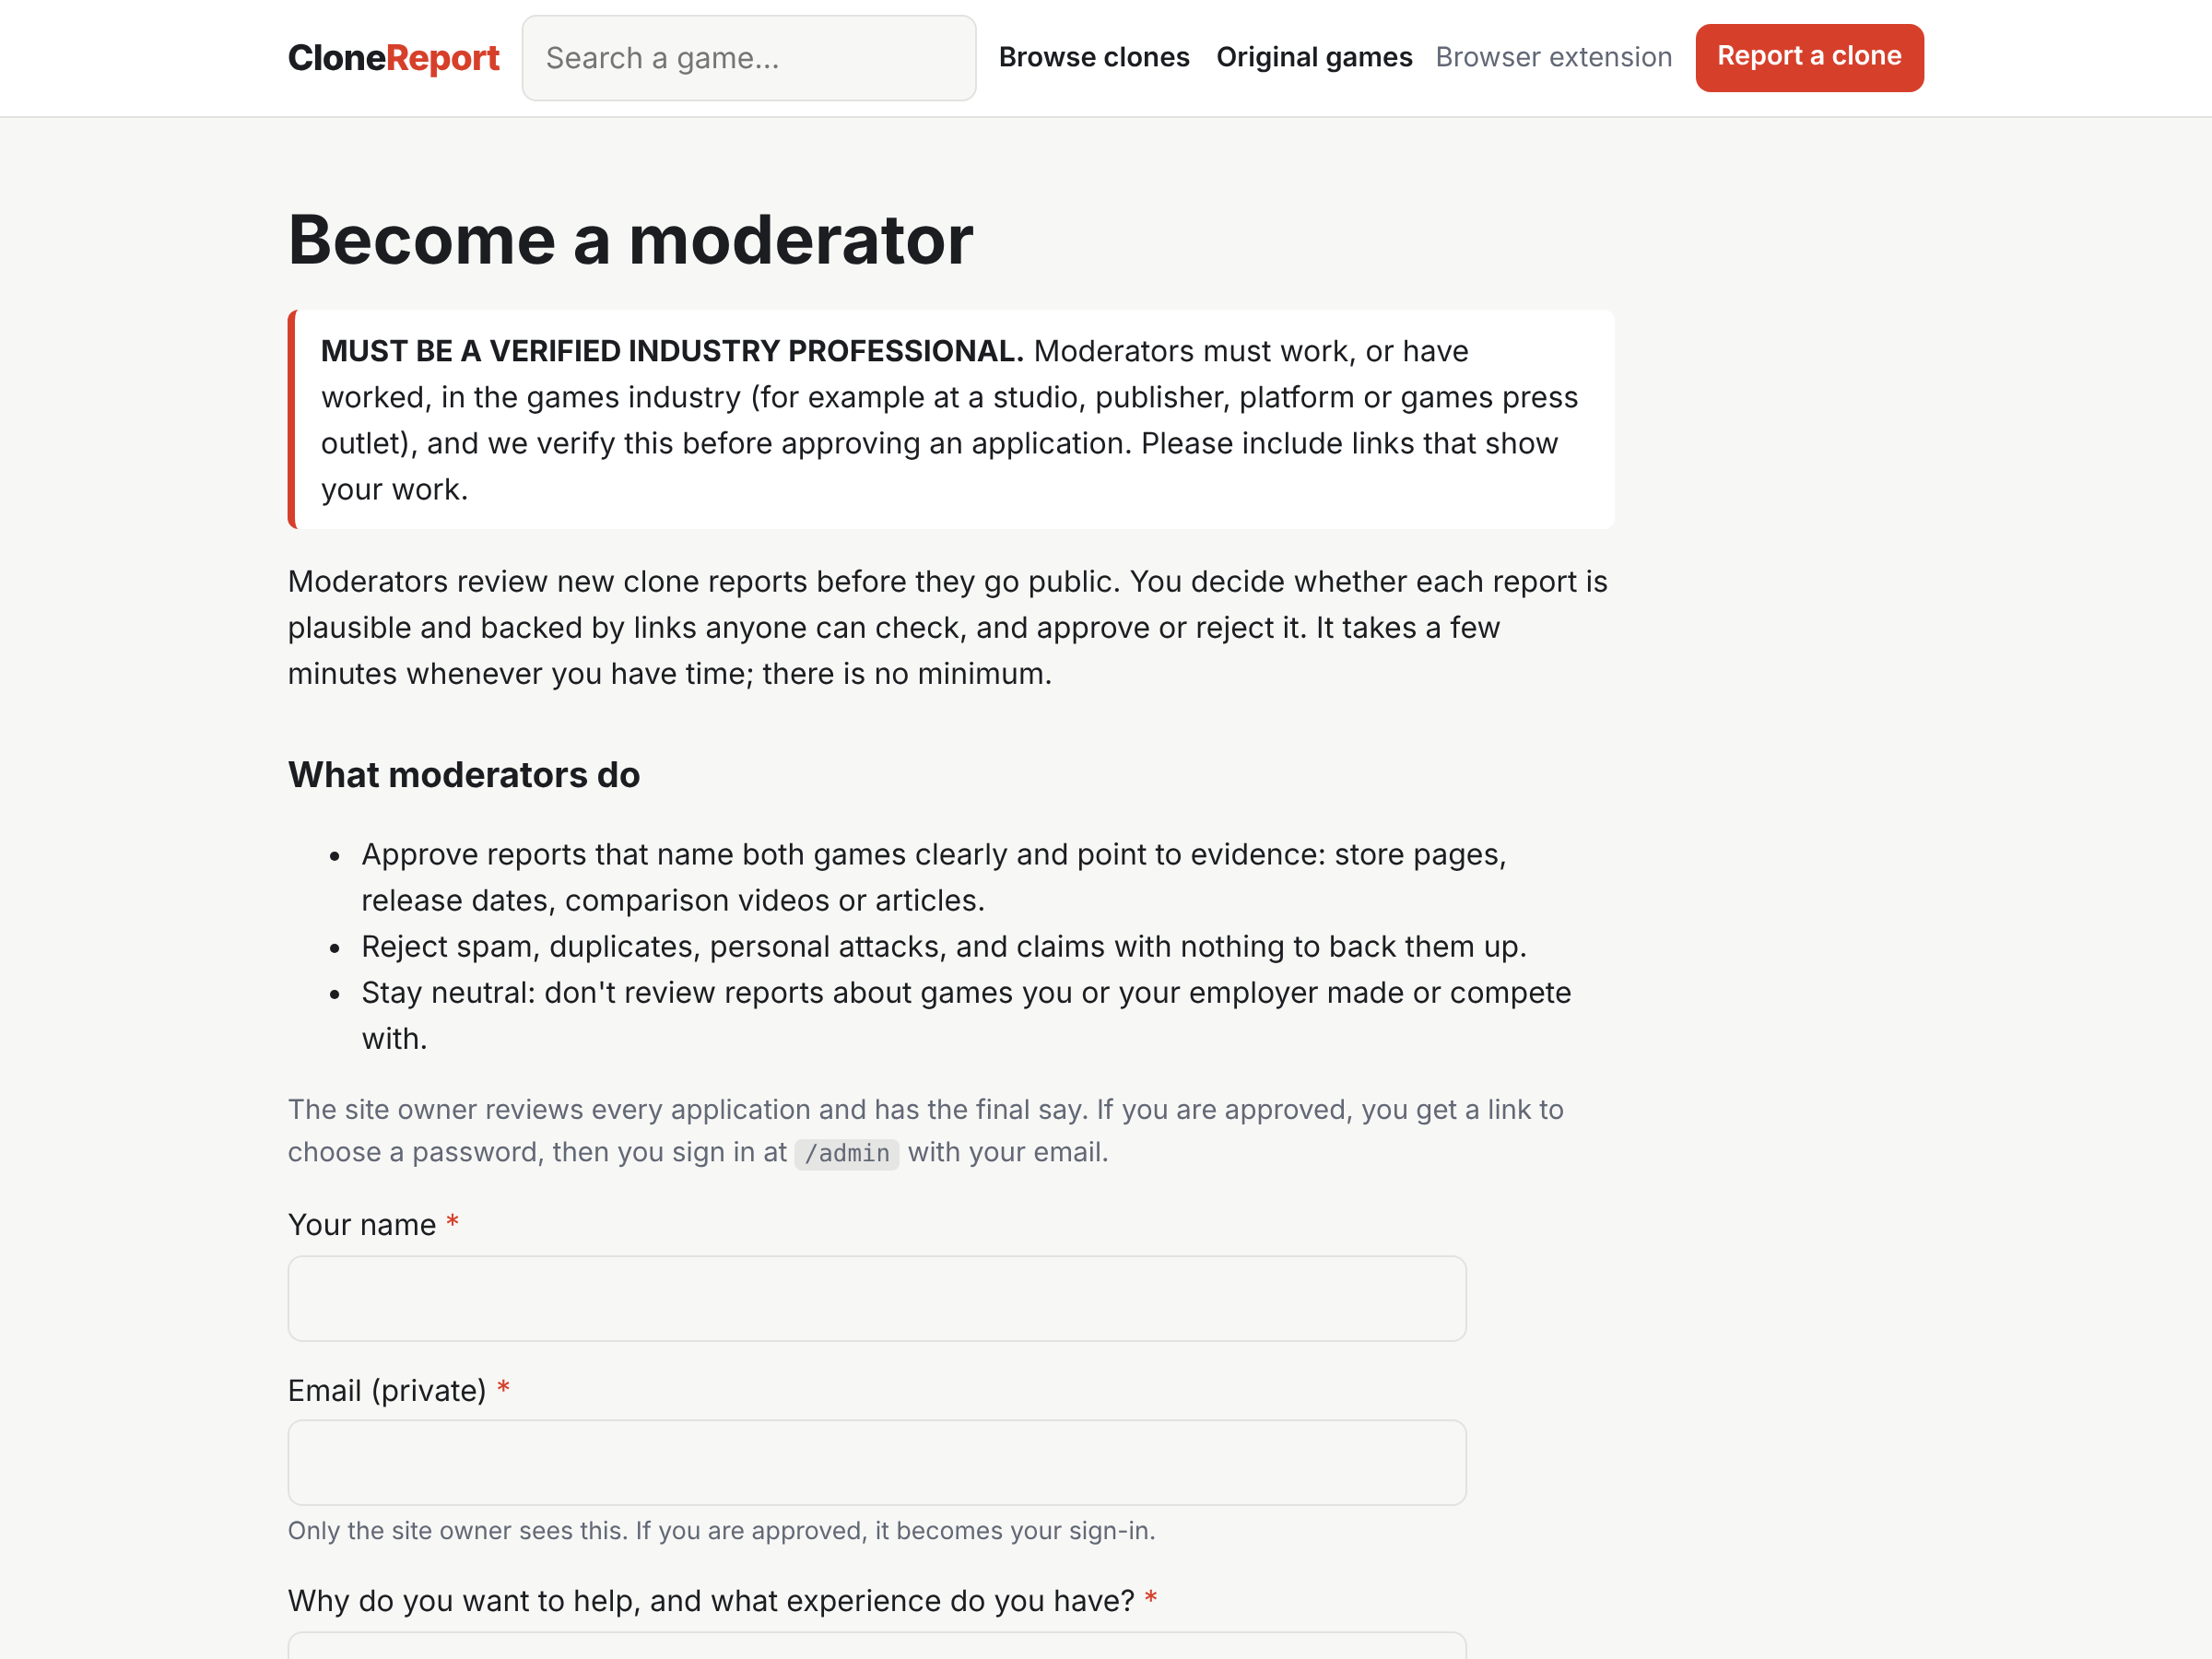 CloneReport
Search a game...
Browse clones
Original games
Browser extension
Report a clone
Become a moderator
MUST BE A VERIFIED INDUSTRY PROFESSIONAL. Moderators must work, or have
worked, in the games industry (for example at a studio, publisher, platform or games press
outlet), and we verify this before approving an application. Please include links that show
your work.
Moderators review new clone reports before they go public. You decide whether each report is
plausible and backed by links anyone can check, and approve or reject it. It takes a few
minutes whenever you have time; there is no minimum.
What moderators do
• Approve reports that name both games clearly and point to evidence: store pages,
release dates, comparison videos or articles.
• Reject spam, duplicates, personal attacks, and claims with nothing to back them up.
• Stay neutral: don't review reports about games you or your employer made or compete
with.
The site owner reviews every application and has the final say. If you are approved, you get a link to
choose a password, then you sign in at /admin with your email.
Your name *
Email (private) *
Only the site owner sees this. If you are approved, it becomes your sign-in.
Why do you want to help, and what experience do you have? *